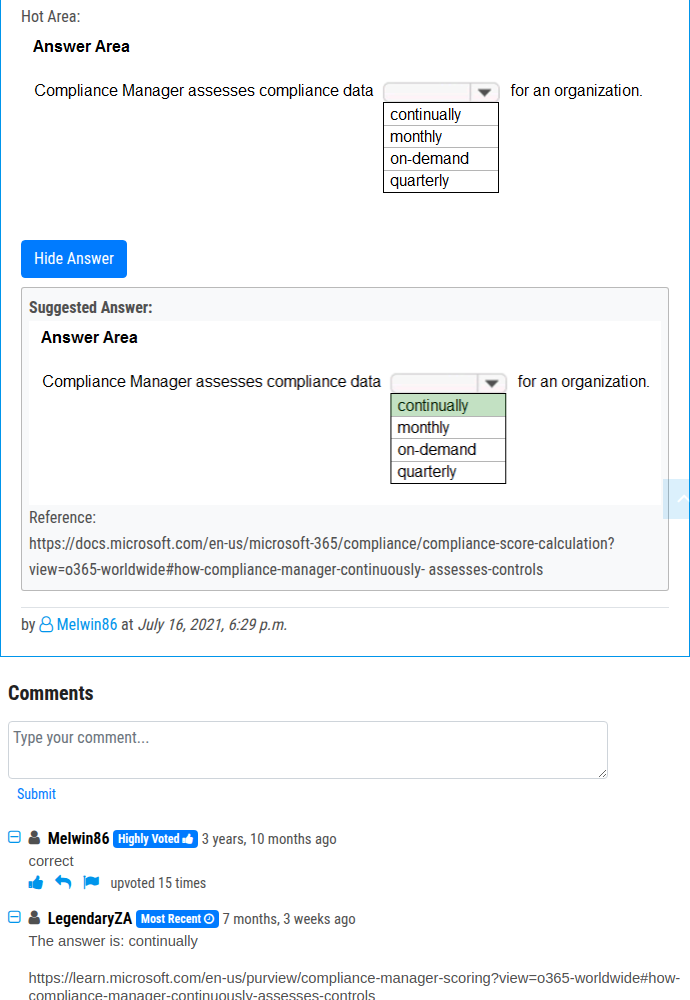 Hot Area:
Answer Area
Compliance Manager assesses compliance data for an organization.
continually
monthly
on-demand
quarterly
Hide Answer
Suggested Answer:
Answer Area
Compliance Manager assesses compliance data for an organization.
continually
monthly
on-demand
quarterly
Reference:
https://docs.microsoft.com/en-us/microsoft-365/compliance/compliance-score-calculation?
view=o365-worldwide#how-compliance-manager-continuously- assesses-controls
by Melwin86 at July 16, 2021, 6:29 p.m.
Comments
Type your comment...
Submit
Melwin86 Highly Voted 3 years, 10 months ago
correct
upvoted 15 times
LegendaryZA Most Recent 7 months, 3 weeks ago
The answer is: continually
https://learn.microsoft.com/en-us/purview/compliance-manager-scoring?view=o365-worldwide#how-
compliance-manager-continuously-assesses-controls